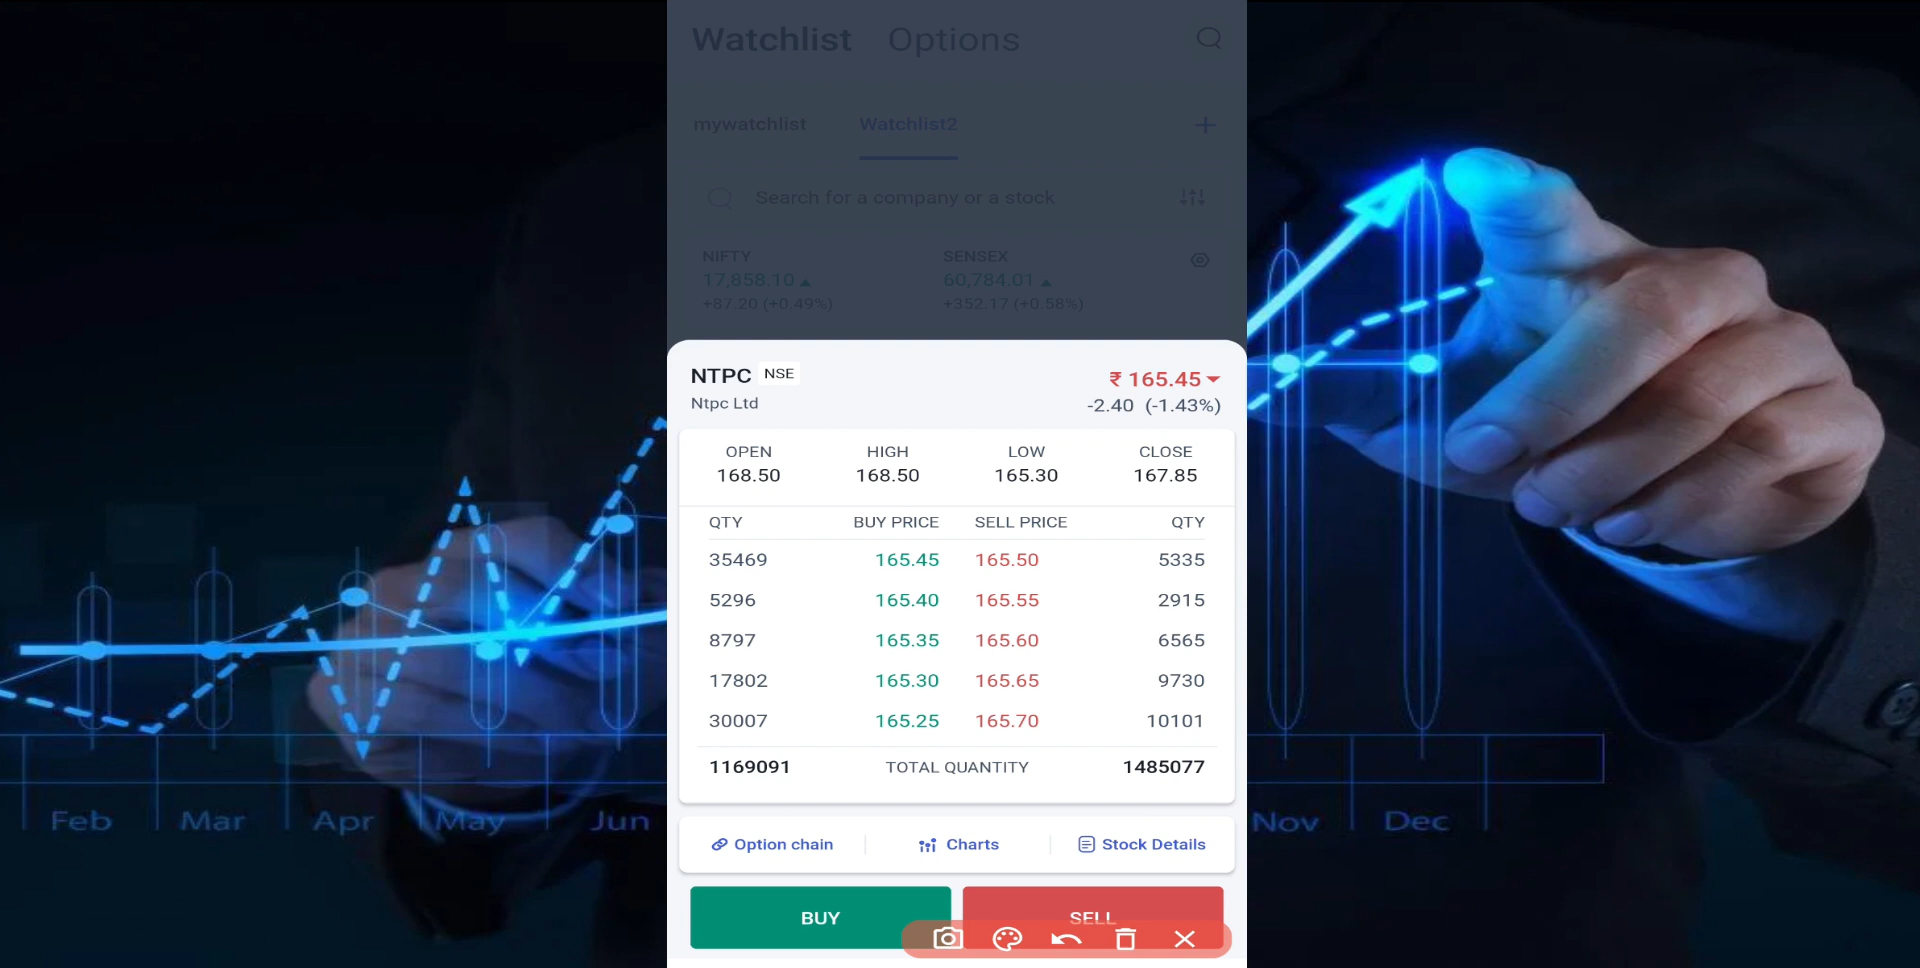 Watchlist Options
mywatchlist Watchlist2
Search for a company or a stock
NIFTY SENSEX
17,858.10 60,784.01
+87.20 (+0.49%) +352.17 (+0.58%)
NTPC NSE ₹ 165.45
Ntpc Ltd -2.40 (-1.43%)
OPEN HIGH LOW CLOSE
168.50 168.50 165.30 167.85
QTY BUY PRICE SELL PRICE QTY
35469 165.45 165.50 5335
5296 165.40 165.55 2915
8797 165.35 165.60 6565
17802 165.30 165.65 9730
30007 165.25 165.70 10101
1169091 TOTAL QUANTITY 1485077
Option chain Charts Stock Details
BUY SELL
Feb Mar Apr May Jun Nov Dec